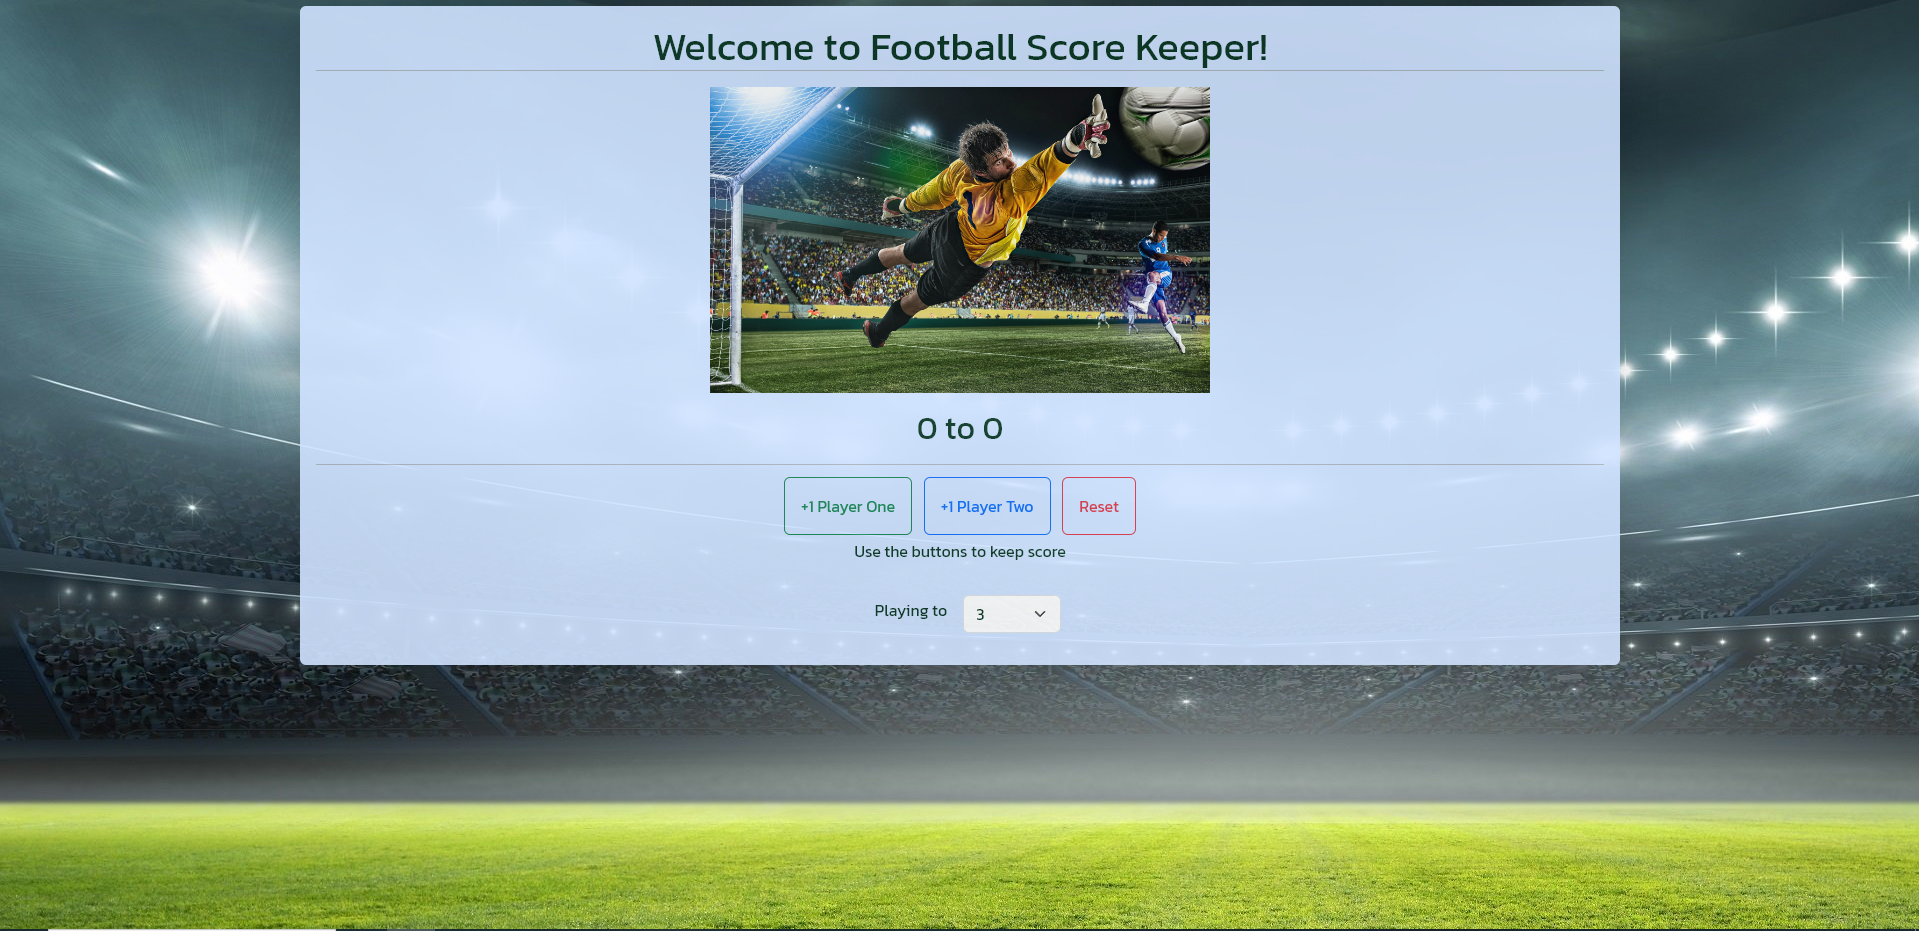 Welcome to Football Score Keeper!
0 to 0
+1 Player One +1 Player Two Reset
Use the buttons to keep score
Playing to 3